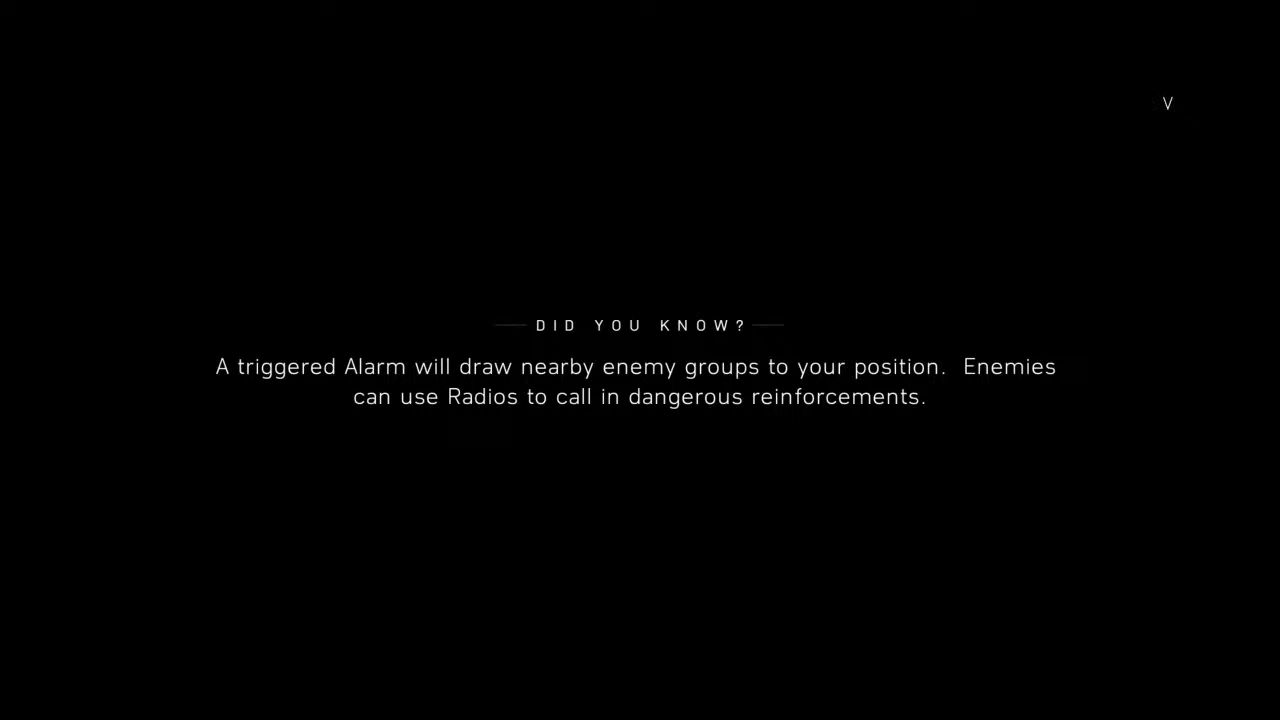 V
DID YOU KNOW?
A triggered Alarm will draw nearby enemy groups to your position.  Enemies
can use Radios to call in dangerous reinforcements.